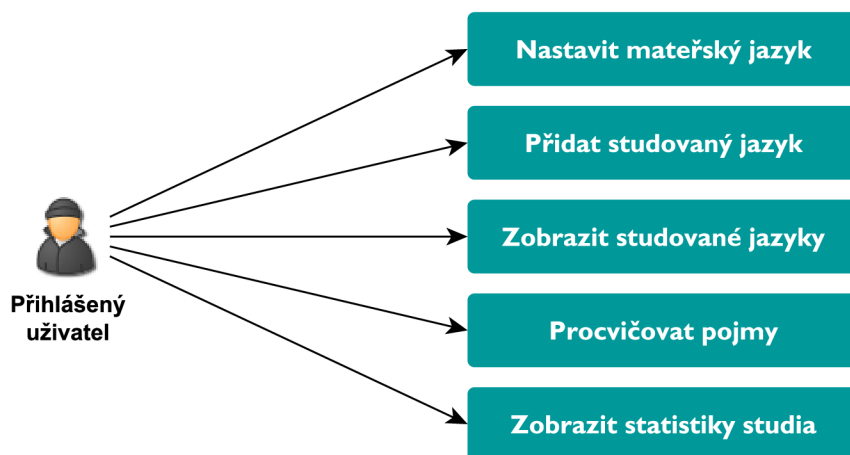 Nastavit mateřský jazyk
Přidat studovaný jazyk
Zobrazit studované jazyky
Procvičovat pojmy
Zobrazit statistiky studia
Přihlášený
uživatel